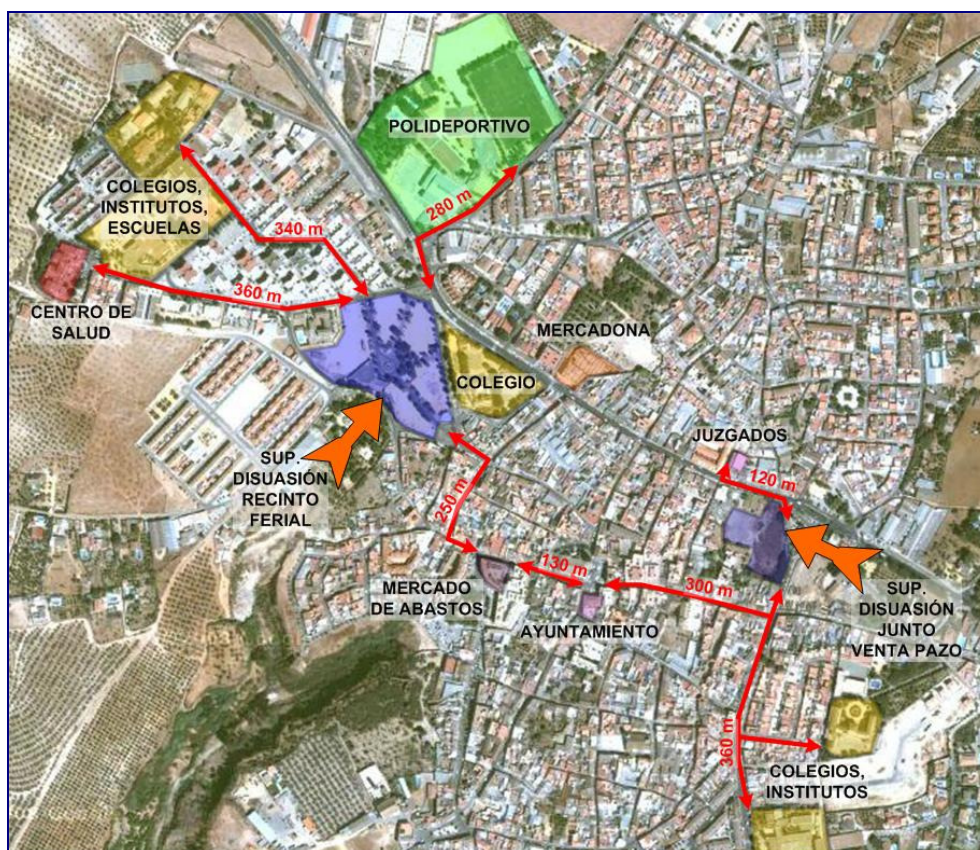 POLIDEPORTIVO
COLEGIOS,
INSTITUTOS,
ESCUELAS
280 m
340 m
360 m
CENTRO DE
SALUD
MERCADONA
COLEGIO
JUZGADOS
SUP.
DISUASIÓN
RECINTO
FERIAL
120 m
250 m
130 m
300 m
MERCADO
DE ABASTOS
AYUNTAMIENTO
SUP.
DISUASIÓN
JUNTO
VENTA PAZO
360 m
COLEGIOS,
INSTITUTOS